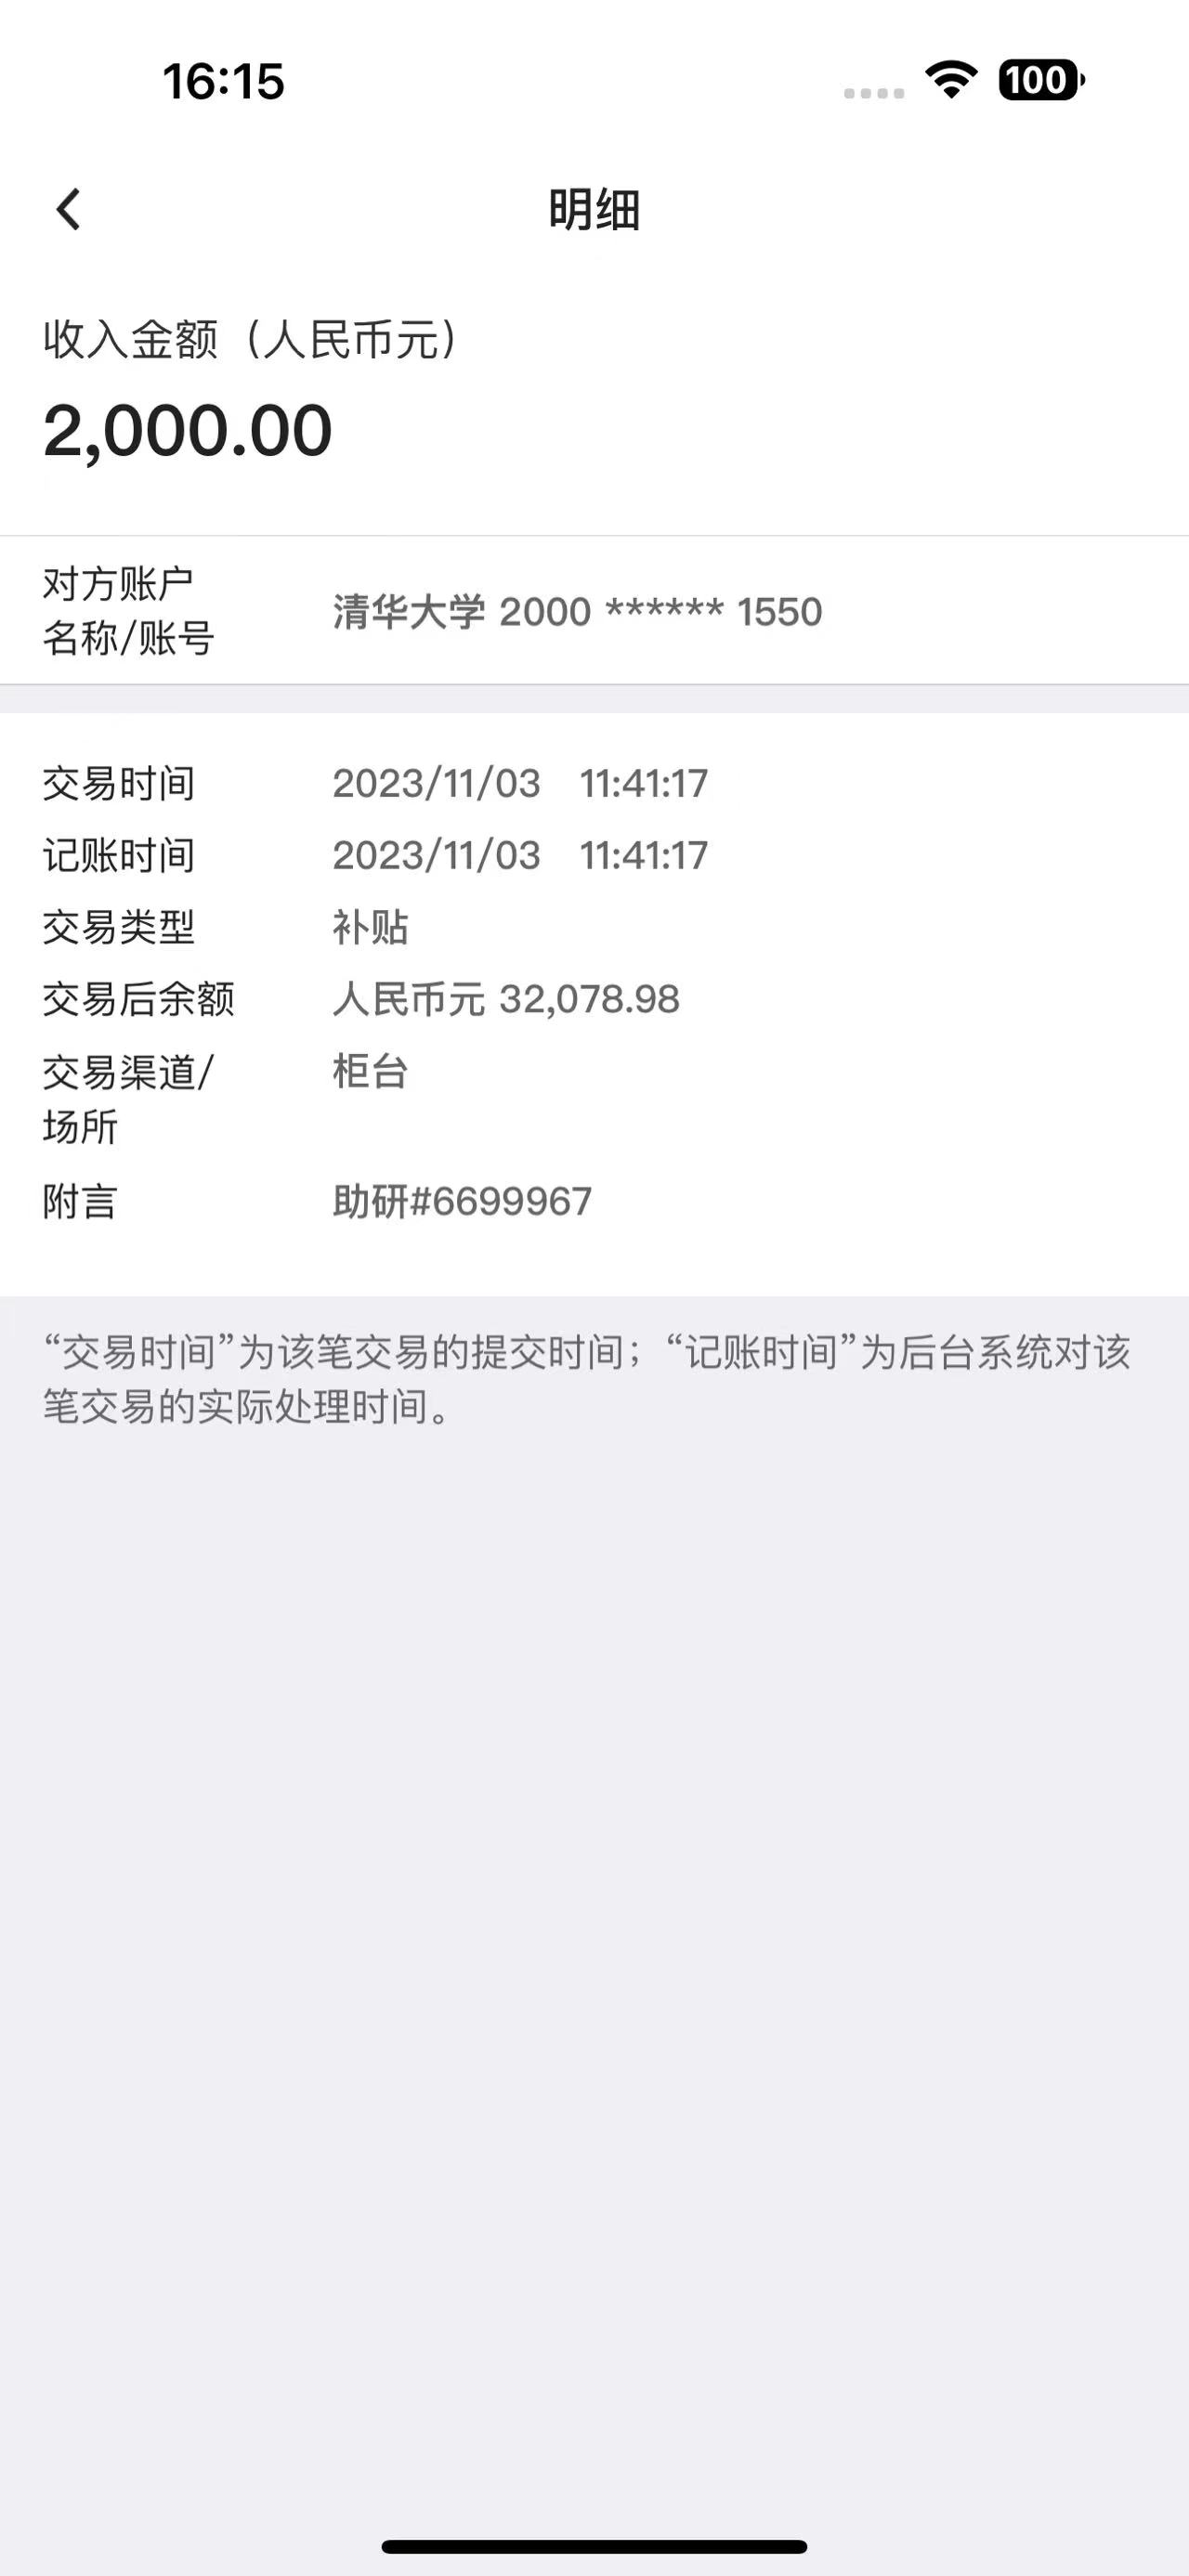 16:15
100
明细
收入金额（人民币元）
2,000.00
对方账户
名称/账号
清华大学 2000 ****** 1550
交易时间 2023/11/03 11:41:17
记账时间 2023/11/03 11:41:17
交易类型 补贴
交易后余额 人民币元 32,078.98
交易渠道/ 柜台
场所
附言 助研#6699967
“交易时间”为该笔交易的提交时间；“记账时间”为后台系统对该
笔交易的实际处理时间。